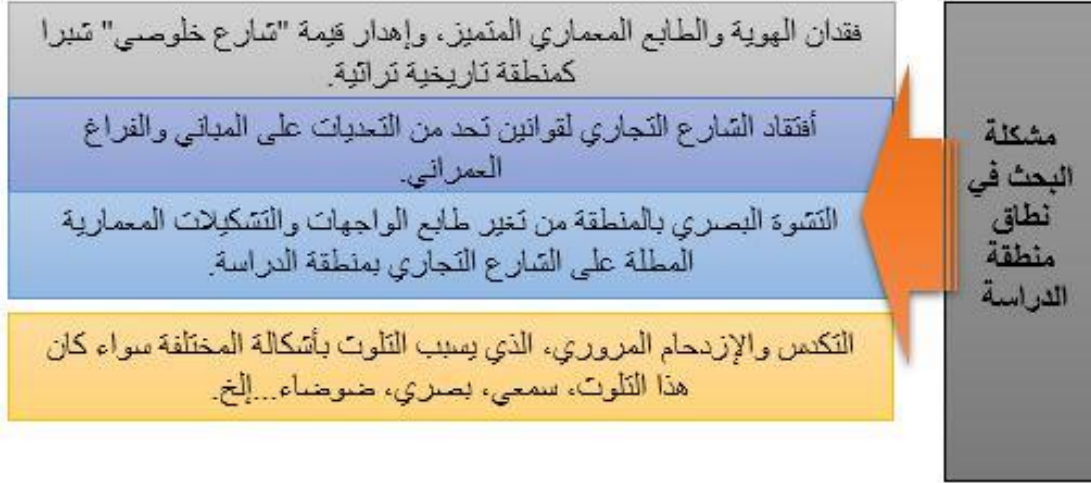 مشكلة
البحث في
نطاق
منطقة
الدراسة
فقدان الهوية والطابع المعماري المتميز، وإهدار قيمة "شارع خلوصي" شبرا
كمنطقة تاريخية تراثية.
أفتقاد الشارع التجاري لقوانين تحد من التعديات على المباني والفراغ
العمراني.
التشوة البصري بالمنطقة من تغير طابع الواجهات والتشكيلات المعمارية
المطلة على الشارع التجاري بمنطقة الدراسة.
التكدس والإزدحام المروري، الذي يسبب التلوث بأشكالة المختلفة سواء كان
هذا التلوث، سمعي، بصري، ضوضاء...إلخ.